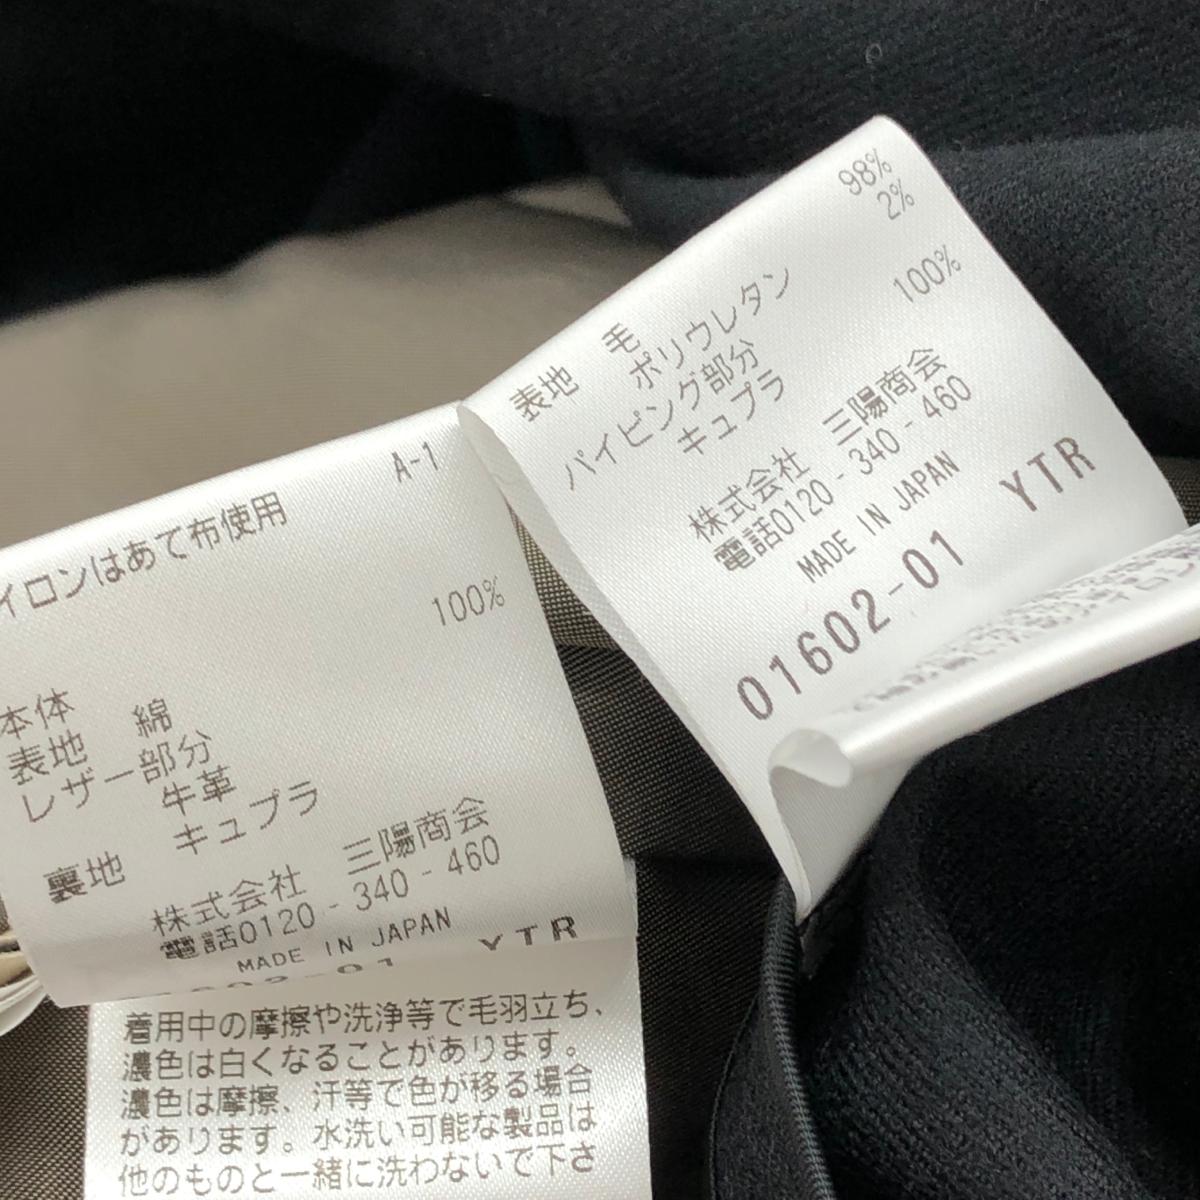 A-1
イロンはあて布使用
100%
本体
表地 綿
レザー部分
牛革
裏地 キュプラ
株式会社 三陽商会
電話0120-340-460
MADE IN JAPAN
YTR
着用中の摩擦や洗浄等で毛羽立ち、
濃色は白くなることがあります。
濃色は摩擦、汗等で色が移る場合
があります。水洗い可能な製品は
他のものと一緒に洗わないで下さ
98%
2%
表地 毛
ポリウレタン
パイピング部分
キュプラ 100%
株式会社 三陽商会
電話0120-340-460
MADE IN JAPAN
01602-01 YTR